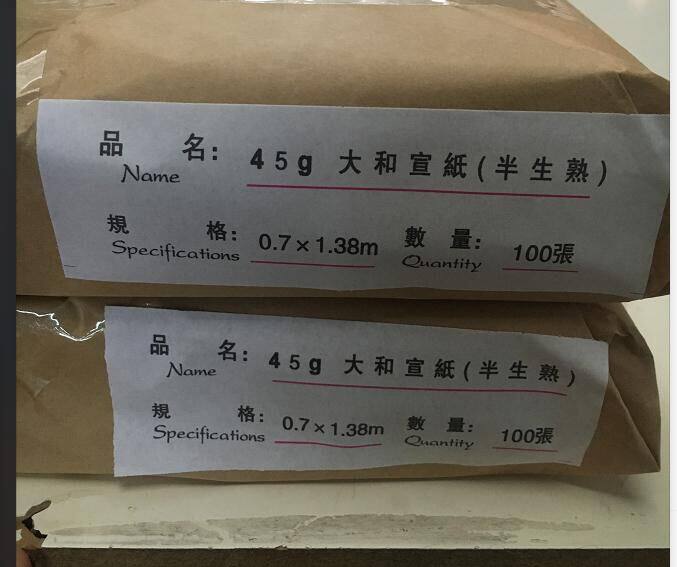 品 名: 45g 大和宣紙(半生熟)
Name
規 格: 0.7×1.38m 數 量: 100張
Specifications Quantity
品 名: 45g 大和宣紙(半生熟)
Name
規 格: 0.7×1.38m 數 量: 100張
Specifications Quantity